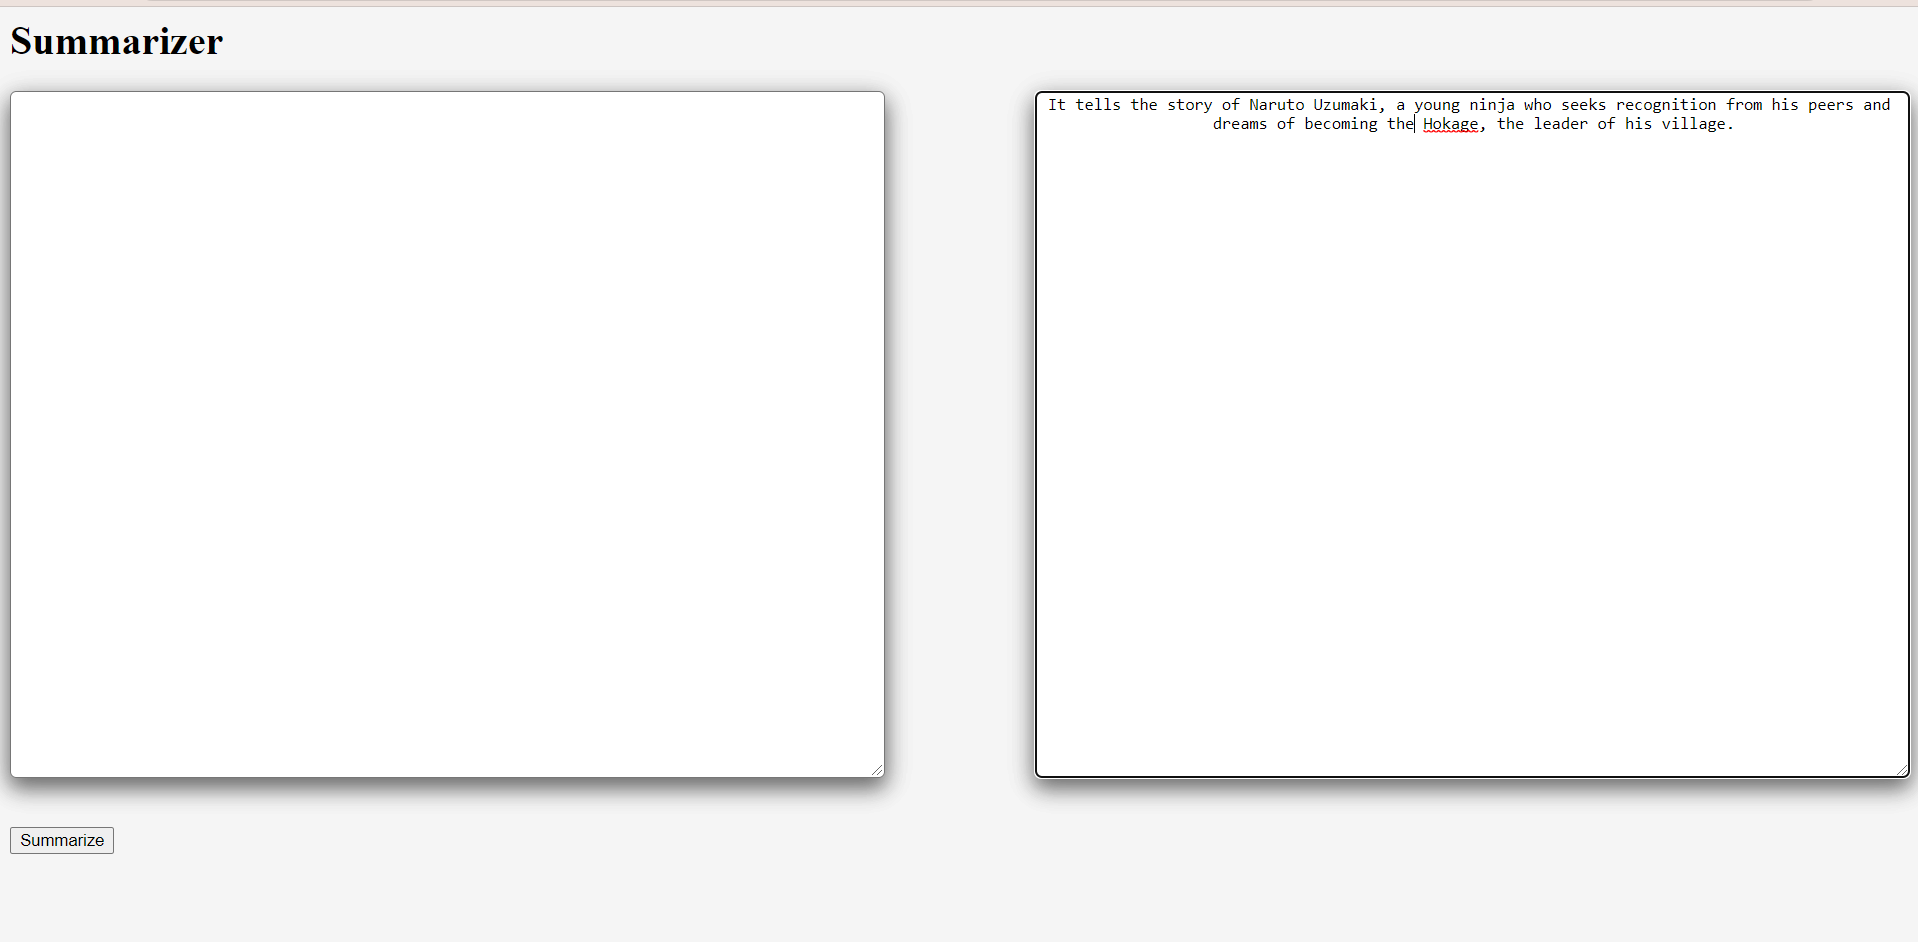 Summarizer
It tells the story of Naruto Uzumaki, a young ninja who seeks recognition from his peers and
dreams of becoming the Hokage, the leader of his village.
Summarize